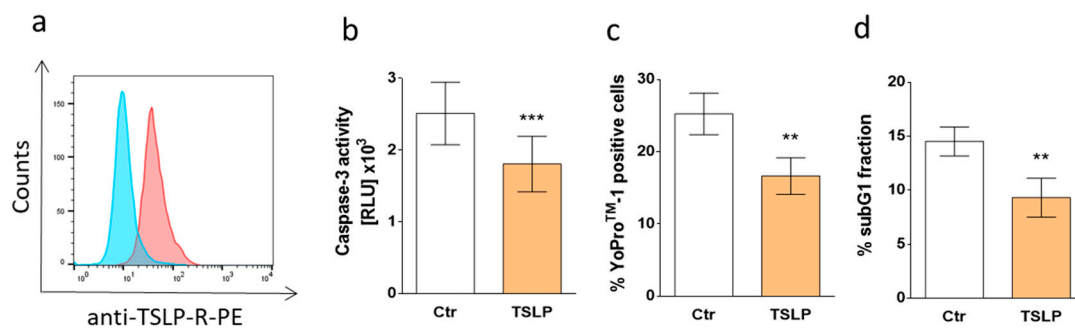 a
Counts
150
100
50
0
10^0
10^1
10^2
10^3
10^4
anti-TSLP-R-PE
b
Caspase-3 activity
[RLU] x10^3
3
2
1
0
***
Ctr
TSLP
c
% YoPro^TM-1 positive cells
30
20
10
0
**
Ctr
TSLP
d
% subG1 fraction
20
15
10
5
0
**
Ctr
TSLP